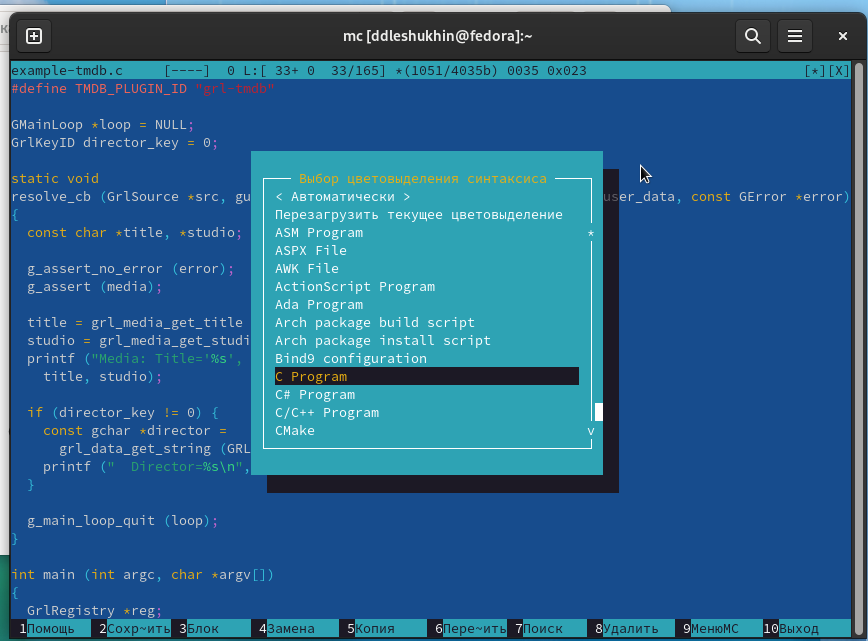 mc [ddleshukhin@fedora]:~
example-tmdb.c [----] 0 L:[ 33+ 0 33/165] *(1051/4035b) 0035 0x023 [*][X]
#define TMDB_PLUGIN_ID "grl-tmdb"
GMainLoop *loop = NULL;
GrlKeyID director_key = 0;
static void
resolve_cb (GrlSource *src, gu user_data, const GError *error)
{
const char *title, *studio;
g_assert_no_error (error);
g_assert (media);
title = grl_media_get_title
studio = grl_media_get_studi
printf ("Media: Title='%s',
title, studio);
if (director_key != 0) {
const gchar *director =
grl_data_get_string (GRL
printf (" Director=%s\n",
}
g_main_loop_quit (loop);
}
int main (int argc, char *argv[])
{
GrlRegistry *reg;
Выбор цветовыделения синтаксиса
< Автоматически >
Перезагрузить текущее цветовыделение
ASM Program
ASPX File
AWK File
ActionScript Program
Ada Program
Arch package build script
Arch package install script
Bind9 configuration
C Program
C# Program
C/C++ Program
CMake
1Помощь 2Сохр~ить 3Блок 4Замена 5Копия 6Пере~ить 7Поиск 8Удалить 9МенюМС 10Выход